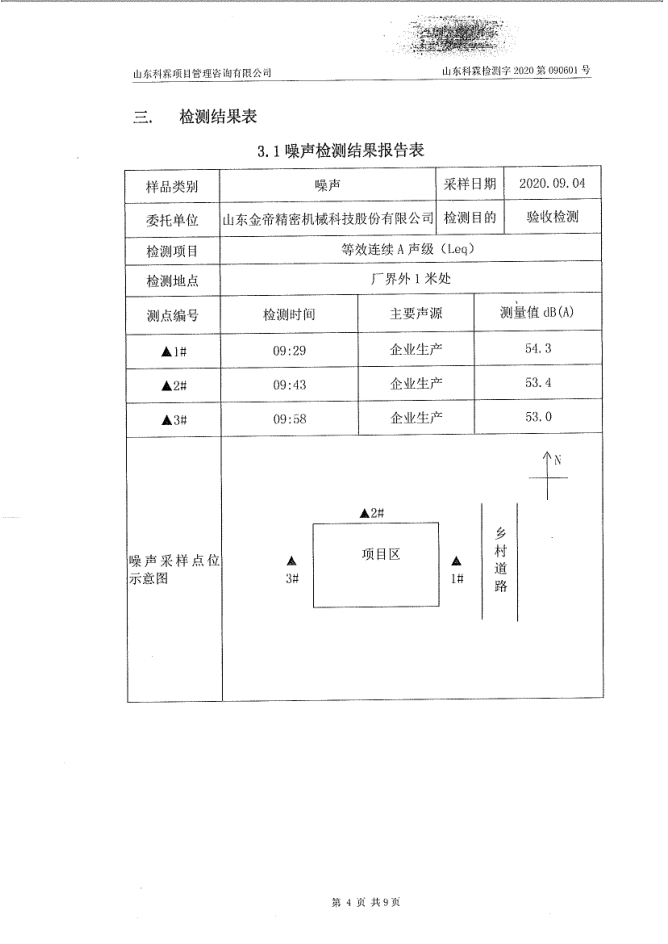 山东科霖项目管理咨询有限公司 山东科霖检测字 2020 第 090601 号
三. 检测结果表
3.1 噪声检测结果报告表
样品类别 噪声 采样日期 2020.09.04
委托单位 山东金帝精密机械科技股份有限公司 检测目的 验收检测
检测项目 等效连续 A 声级（Leq）
检测地点 厂界外 1 米处
测点编号 检测时间 主要声源 测量值 dB(A)
▲1# 09:29 企业生产 54.3
▲2# 09:43 企业生产 53.4
▲3# 09:58 企业生产 53.0
噪声采样点位
示意图
N
▲2#
项目区
▲
3#
▲
1#
乡
村
道
路
第 4 页 共9页